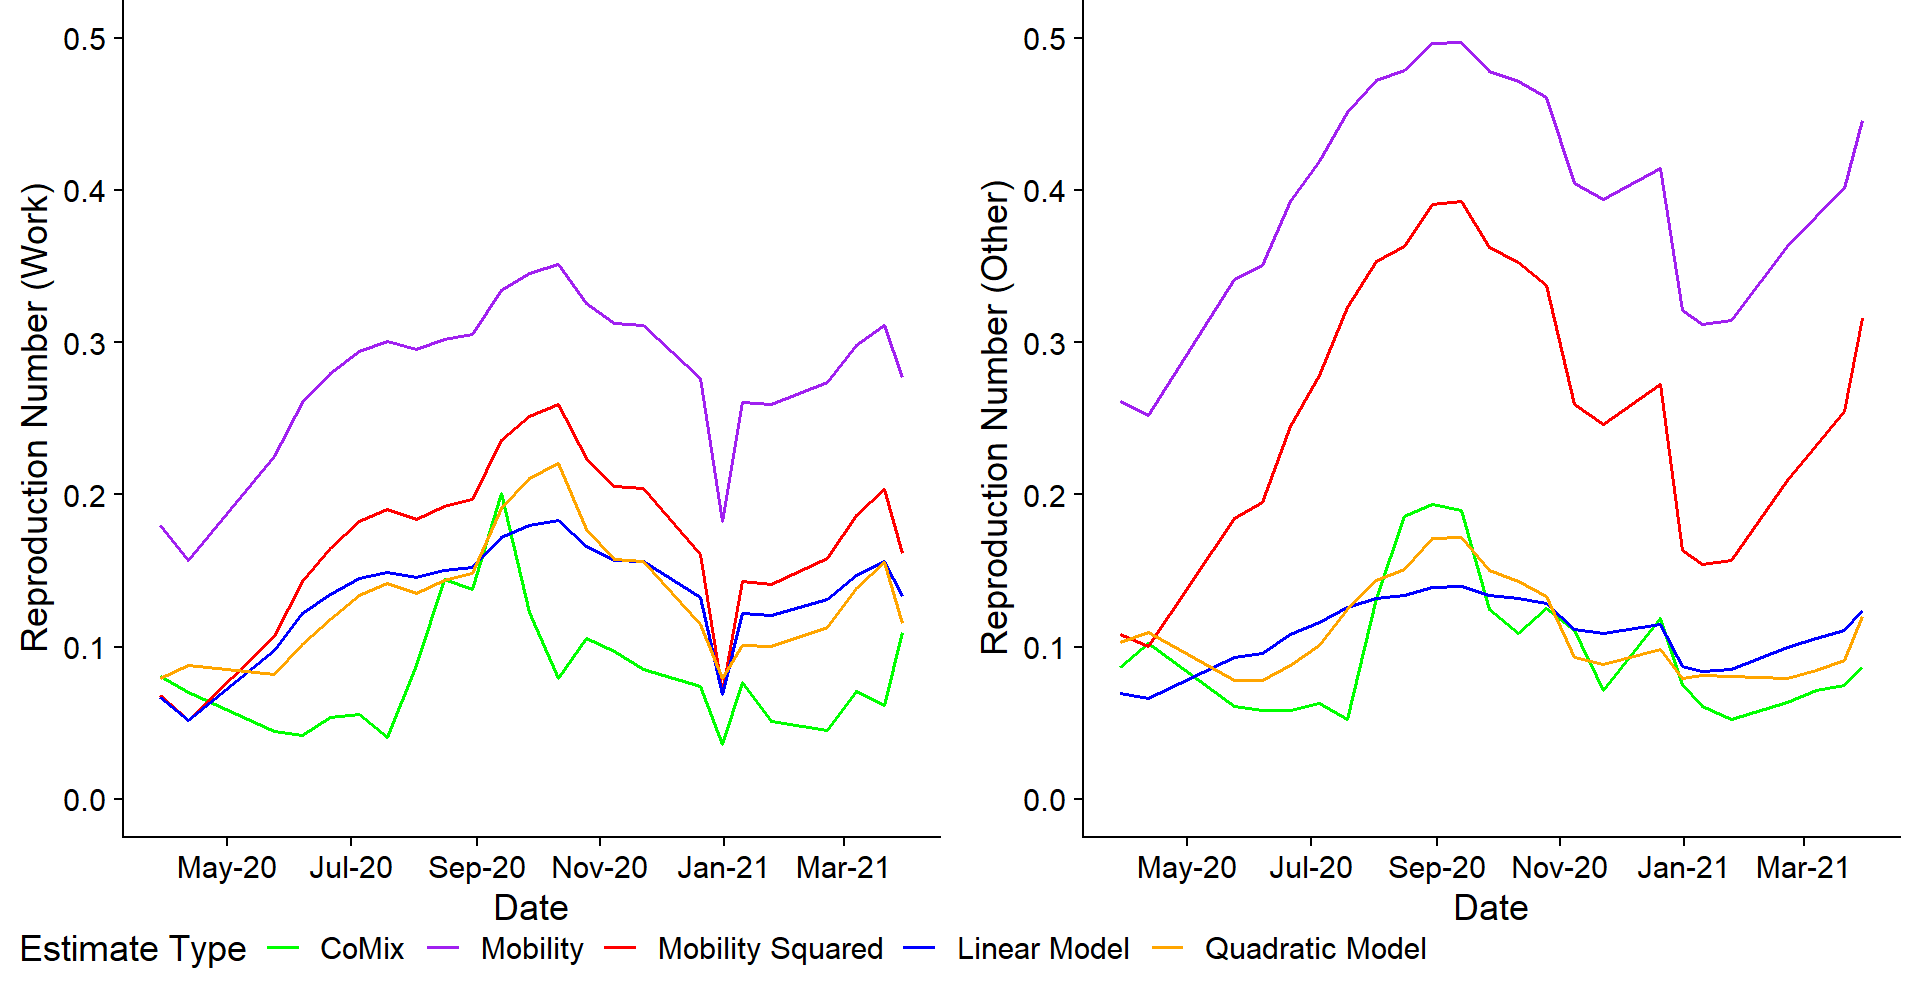 Reproduction Number (Work)
0.5
0.4
0.3
0.2
0.1
0.0
May-20 Jul-20 Sep-20 Nov-20 Jan-21 Mar-21
Date
Reproduction Number (Other)
0.5
0.4
0.3
0.2
0.1
0.0
May-20 Jul-20 Sep-20 Nov-20 Jan-21 Mar-21
Date
Estimate Type CoMix Mobility Mobility Squared Linear Model Quadratic Model